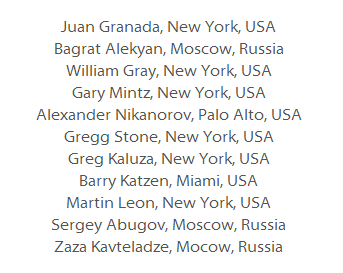 Juan Granada, New York, USA
Bagrat Alekyan, Moscow, Russia
William Gray, New York, USA
Gary Mintz, New York, USA
Alexander Nikanorov, Palo Alto, USA
Gregg Stone, New York, USA
Greg Kaluza, New York, USA
Barry Katzen, Miami, USA
Martin Leon, New York, USA
Sergey Abugov, Moscow, Russia
Zaza Kavteladze, Mocow, Russia